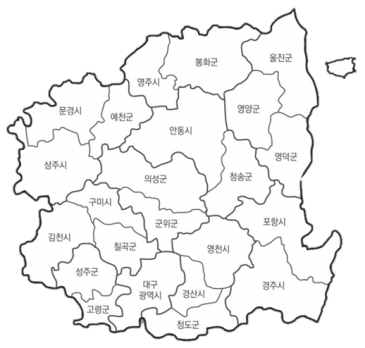 봉화군
울진군
영주시
문경시
예천군
영양군
안동시
상주시
의성군
청송군
영덕군
구미시
군위군
포항시
김천시
칠곡군
영천시
성주군
대구
광역시
경산시
경주시
고령군
청도군